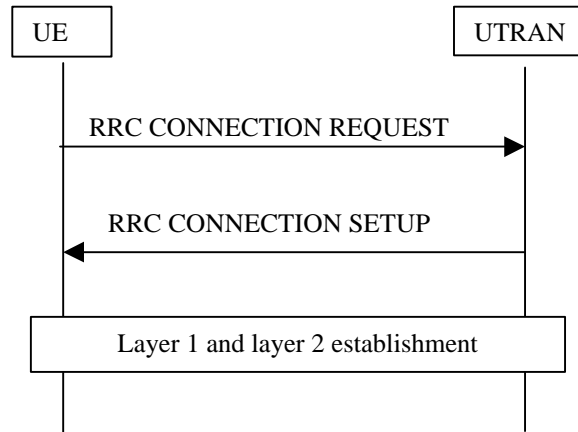 UE
UTRAN
RRC CONNECTION REQUEST
RRC CONNECTION SETUP
Layer 1 and layer 2 establishment